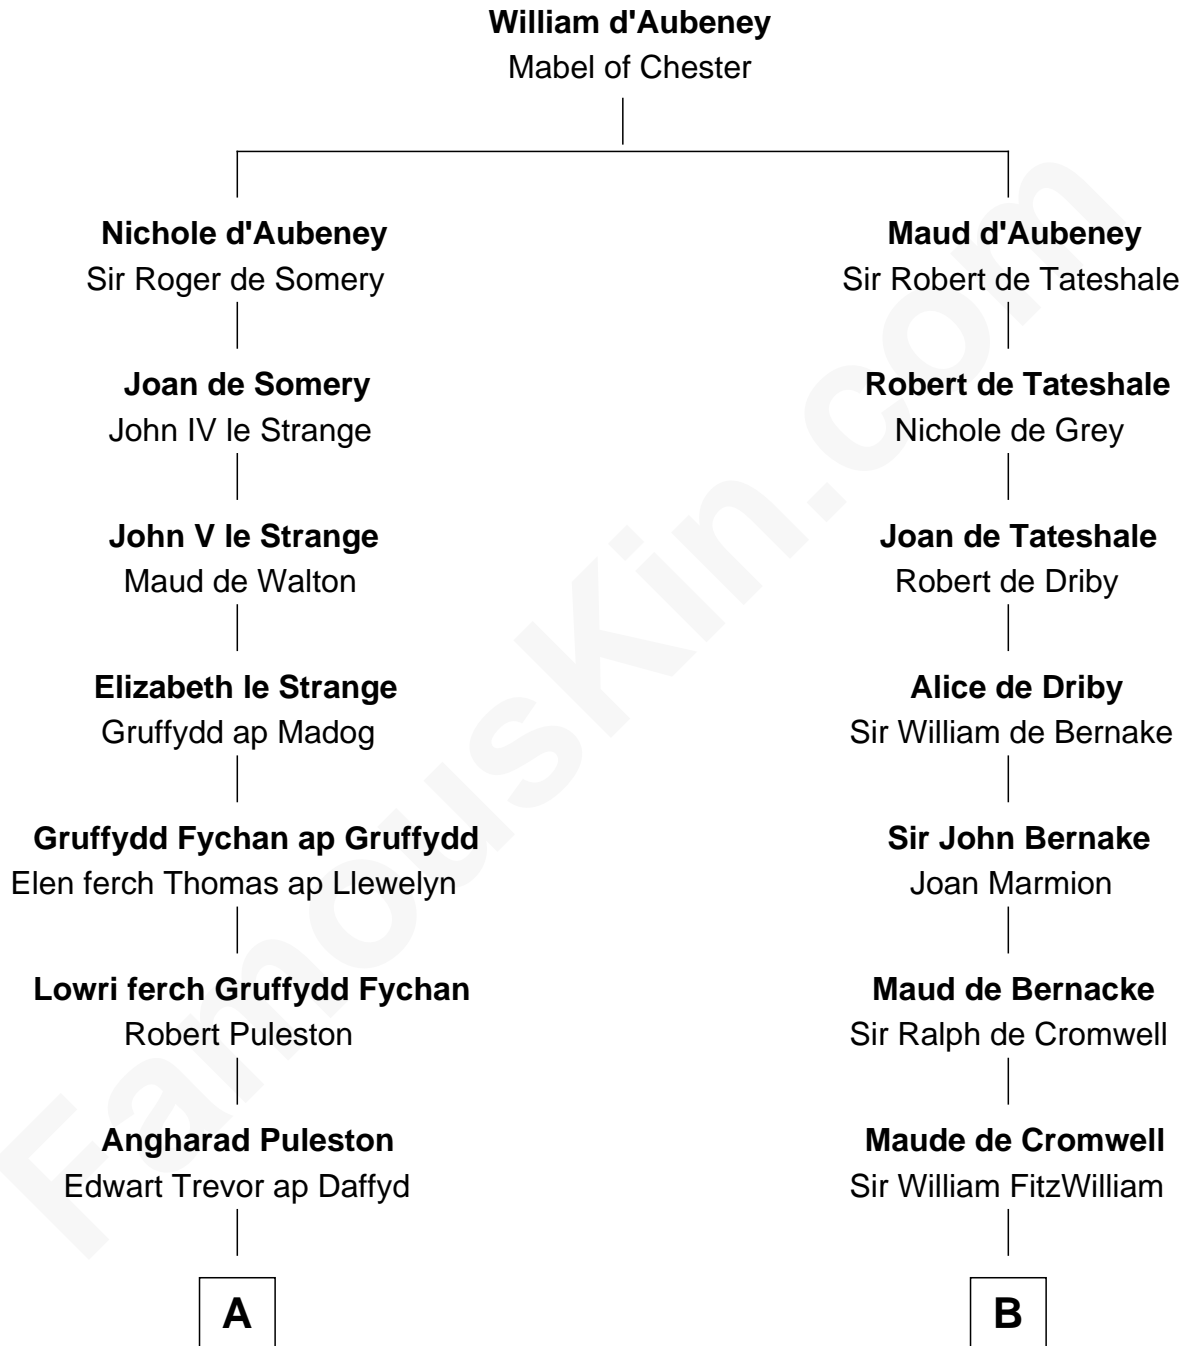 William d'Aubeney
Mabel of Chester
Nichole d'Aubeney
Sir Roger de Somery
Maud d'Aubeney
Sir Robert de Tateshale
Joan de Somery
John IV le Strange
Robert de Tateshale
Nichole de Grey
John V le Strange
Maud de Walton
Joan de Tateshale
Robert de Driby
Elizabeth le Strange
Gruffydd ap Madog
Alice de Driby
Sir William de Bernake
Gruffydd Fychan ap Gruffydd
Elen ferch Thomas ap Llewelyn
Sir John Bernake
Joan Marmion
Lowri ferch Gruffydd Fychan
Robert Puleston
Maud de Bernacke
Sir Ralph de Cromwell
Angharad Puleston
Edwart Trevor ap Daffyd
Maude de Cromwell
Sir William FitzWilliam
A
B
FamousKin.com